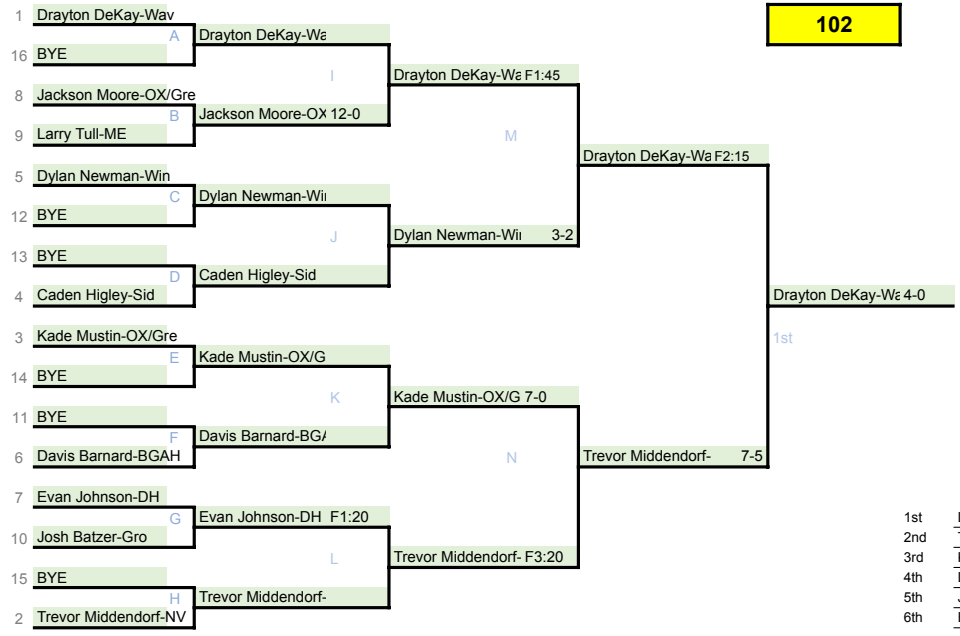 102
1 Drayton DeKay-Wav
A
16 BYE
Drayton DeKay-Wa
I
8 Jackson Moore-OX/Gre
B
9 Larry Tull-ME
Jackson Moore-OX 12-0
Drayton DeKay-Wa F1:45
M
5 Dylan Newman-Win
C
12 BYE
Dylan Newman-Wi
J
13 BYE
D
4 Caden Higley-Sid
Caden Higley-Sid
Dylan Newman-Wi 3-2
Drayton DeKay-Wa F2:15
3 Kade Mustin-OX/Gre
E
14 BYE
Kade Mustin-OX/G
K
11 BYE
F
6 Davis Barnard-BGAH
Davis Barnard-BGA
Kade Mustin-OX/G 7-0
N
7 Evan Johnson-DH
G
10 Josh Batzer-Gro
Evan Johnson-DH F1:20
L
15 BYE
H
2 Trevor Middendorf-NV
Trevor Middendorf-
Trevor Middendorf- F3:20
Trevor Middendorf- 7-5
Drayton DeKay-Wa 4-0
1st
1st
2nd
3rd
4th
5th
6th